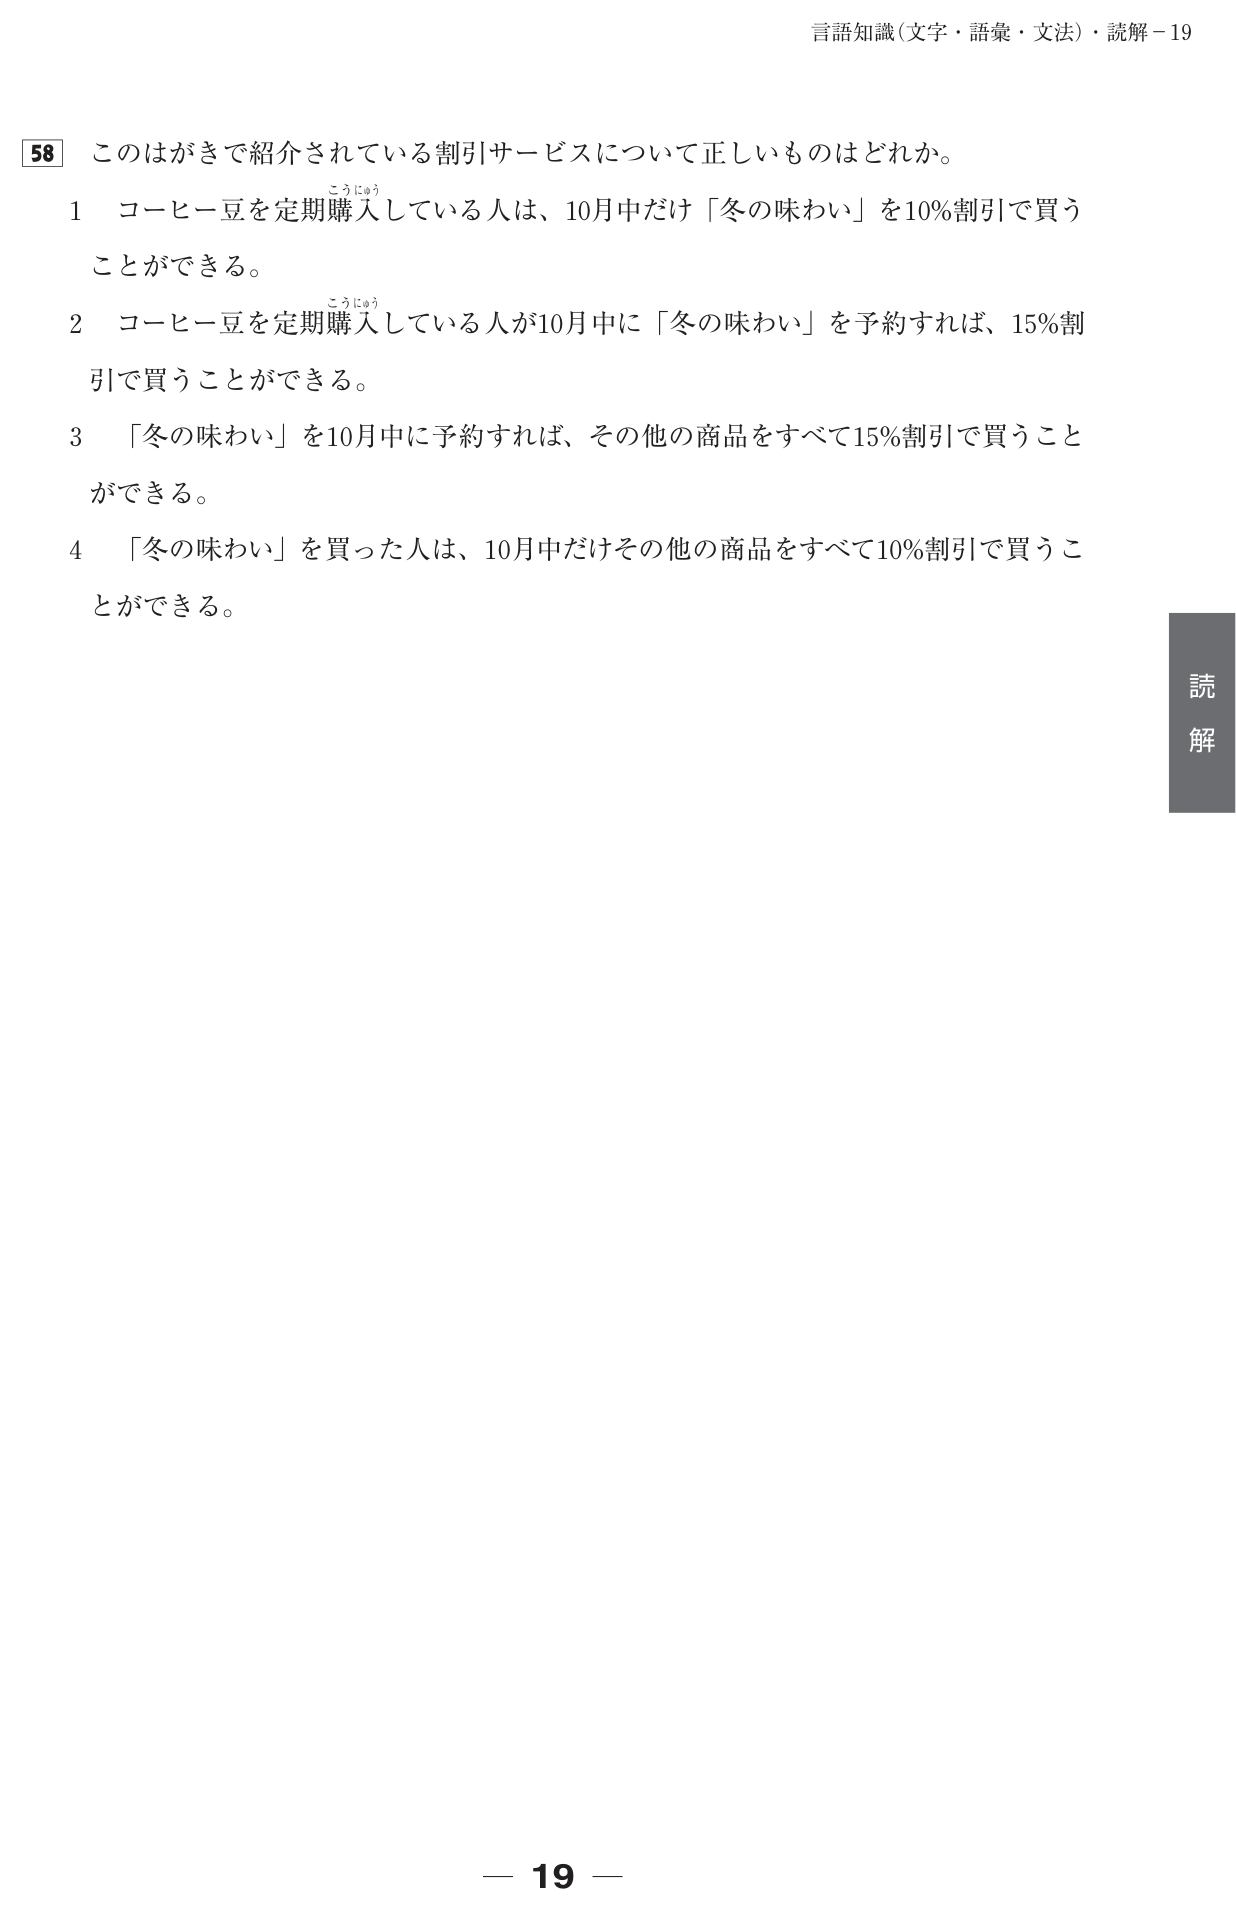 言語知識(文字・語彙・文法)・読解−19
58 このはがきで紹介されている割引サービスについて正しいものはどれか。
こうにゅう
1 コーヒー豆を定期購入している人は、10月中だけ「冬の味わい」を10%割引で買う
ことができる。
こうにゅう
2 コーヒー豆を定期購入している人が10月中に「冬の味わい」を予約すれば、15%割
引で買うことができる。
3 「冬の味わい」を10月中に予約すれば、その他の商品をすべて15%割引で買うこと
ができる。
4 「冬の味わい」を買った人は、10月中だけその他の商品をすべて10%割引で買うこ
とができる。
読
解
— 19 —